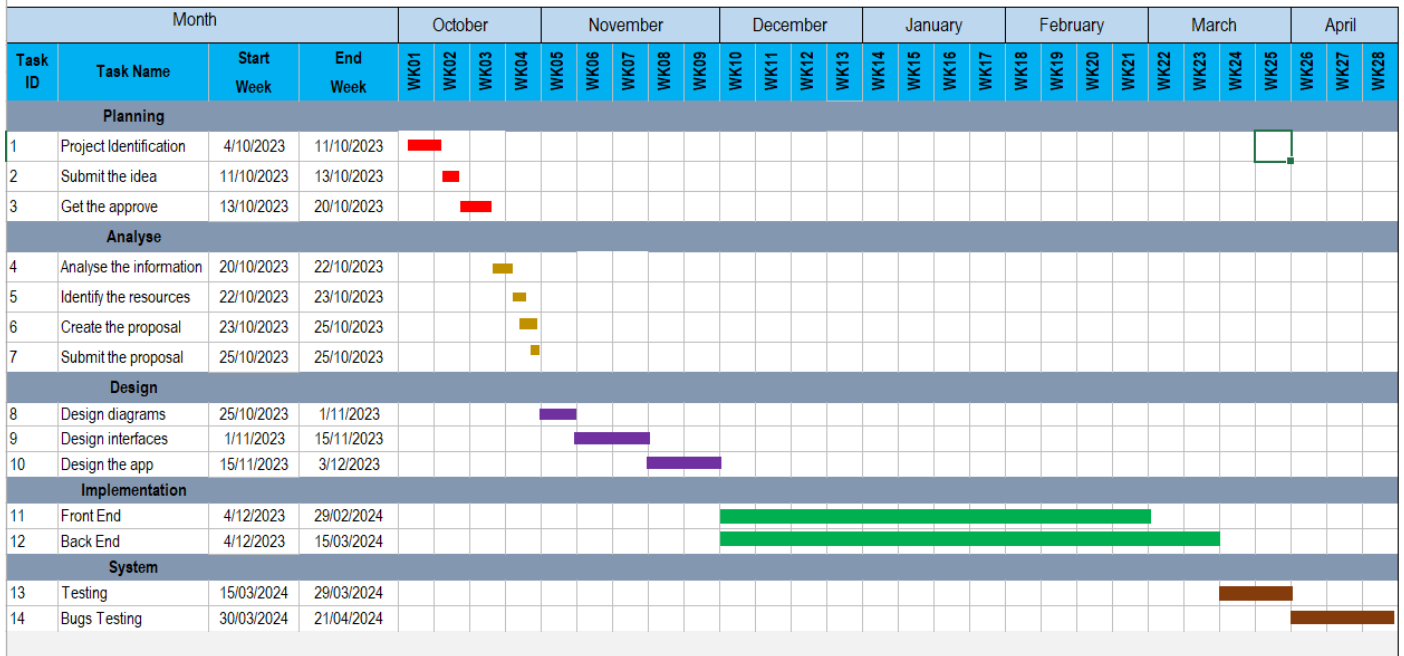 Month October November December January February March April
Task ID Task Name Start Week End Week WK01 WK02 WK03 WK04 WK05 WK06 WK07 WK08 WK09 WK10 WK11 WK12 WK13 WK14 WK15 WK16 WK17 WK18 WK19 WK20 WK21 WK22 WK23 WK24 WK25 WK26 WK27 WK28
Planning
1 Project Identification 4/10/2023 11/10/2023
2 Submit the idea 11/10/2023 13/10/2023
3 Get the approve 13/10/2023 20/10/2023
Analyse
4 Analyse the information 20/10/2023 22/10/2023
5 Identify the resources 22/10/2023 23/10/2023
6 Create the proposal 23/10/2023 25/10/2023
7 Submit the proposal 25/10/2023 25/10/2023
Design
8 Design diagrams 25/10/2023 1/11/2023
9 Design interfaces 1/11/2023 15/11/2023
10 Design the app 15/11/2023 3/12/2023
Implementation
11 Front End 4/12/2023 29/02/2024
12 Back End 4/12/2023 15/03/2024
System
13 Testing 15/03/2024 29/03/2024
14 Bugs Testing 30/03/2024 21/04/2024